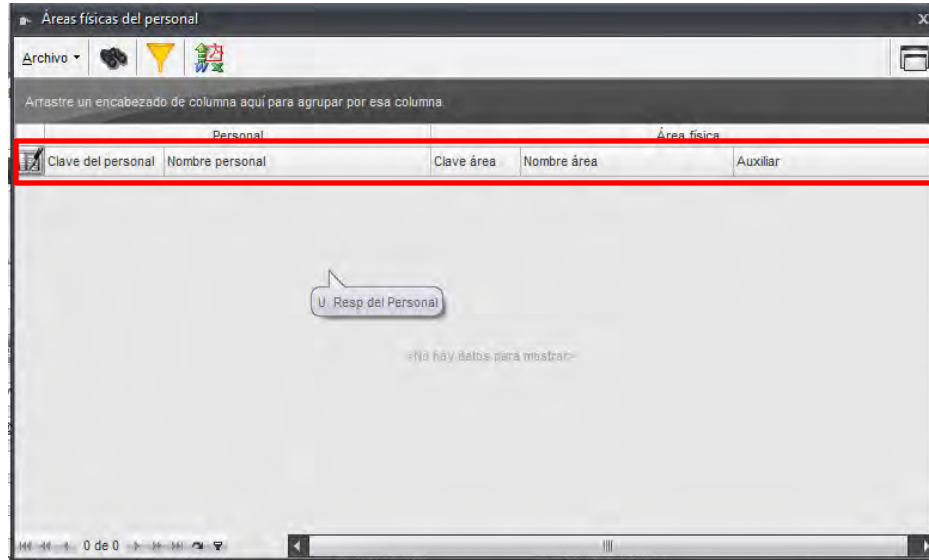 Áreas físicas del personal
Archivo
Arrastre un encabezado de columna aquí para agrupar por esa columna
Personal Área física
Clave del personal Nombre personal Clave área Nombre área Auxiliar
U. Resp del Personal
<No hay datos para mostrar>
0 de 0